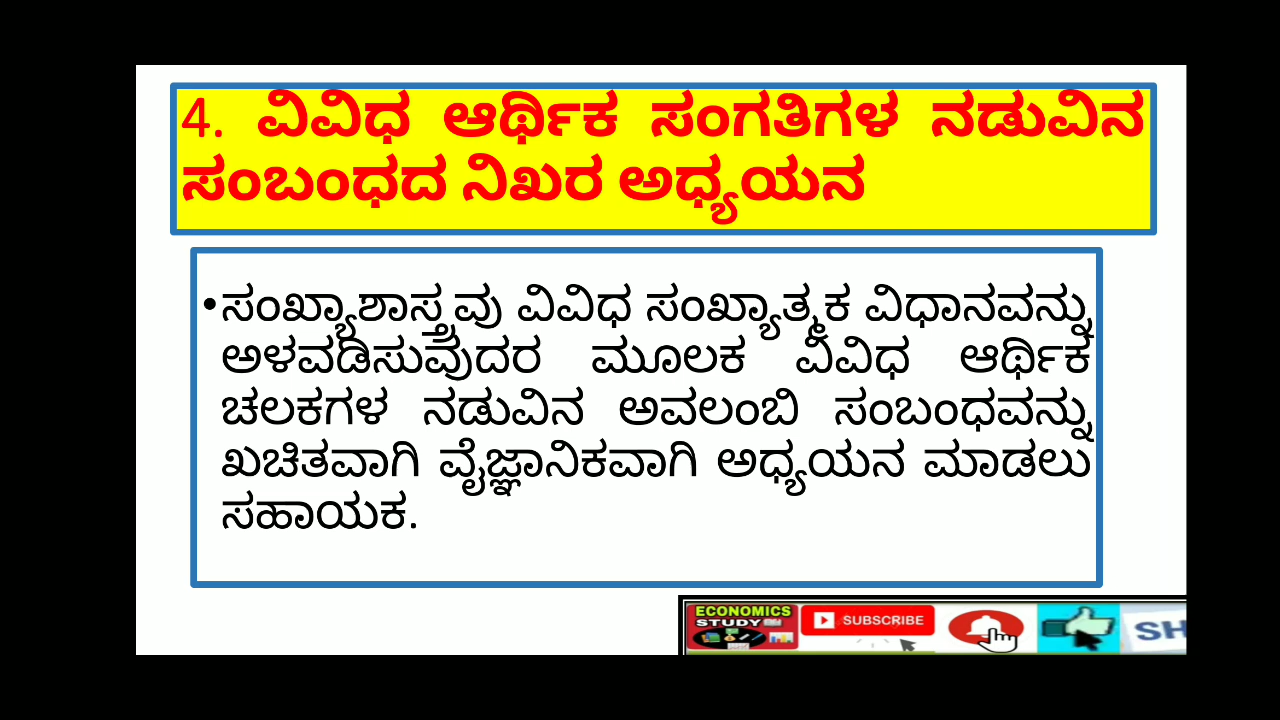 4. ವಿವಿಧ ಆರ್ಥಿಕ ಸಂಗತಿಗಳ ನಡುವಿನ
ಸಂಬಂಧದ ನಿಖರ ಅಧ್ಯಯನ
•ಸಂಖ್ಯಾಶಾಸ್ತ್ರವು ವಿವಿಧ ಸಂಖ್ಯಾತ್ಮಕ ವಿಧಾನವನ್ನು
ಅಳವಡಿಸುವುದರ ಮೂಲಕ ವಿವಿಧ ಆರ್ಥಿಕ
ಚಲಕಗಳ ನಡುವಿನ ಅವಲಂಬಿ ಸಂಬಂಧವನ್ನು
ಖಚಿತವಾಗಿ ವೈಜ್ಞಾನಿಕವಾಗಿ ಅಧ್ಯಯನ ಮಾಡಲು
ಸಹಾಯಕ.
ECONOMICS
STUDY
SUBSCRIBE
SH